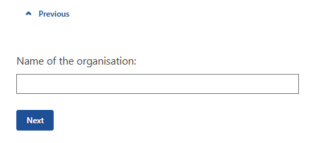 Previous
Name of the organisation:
Next